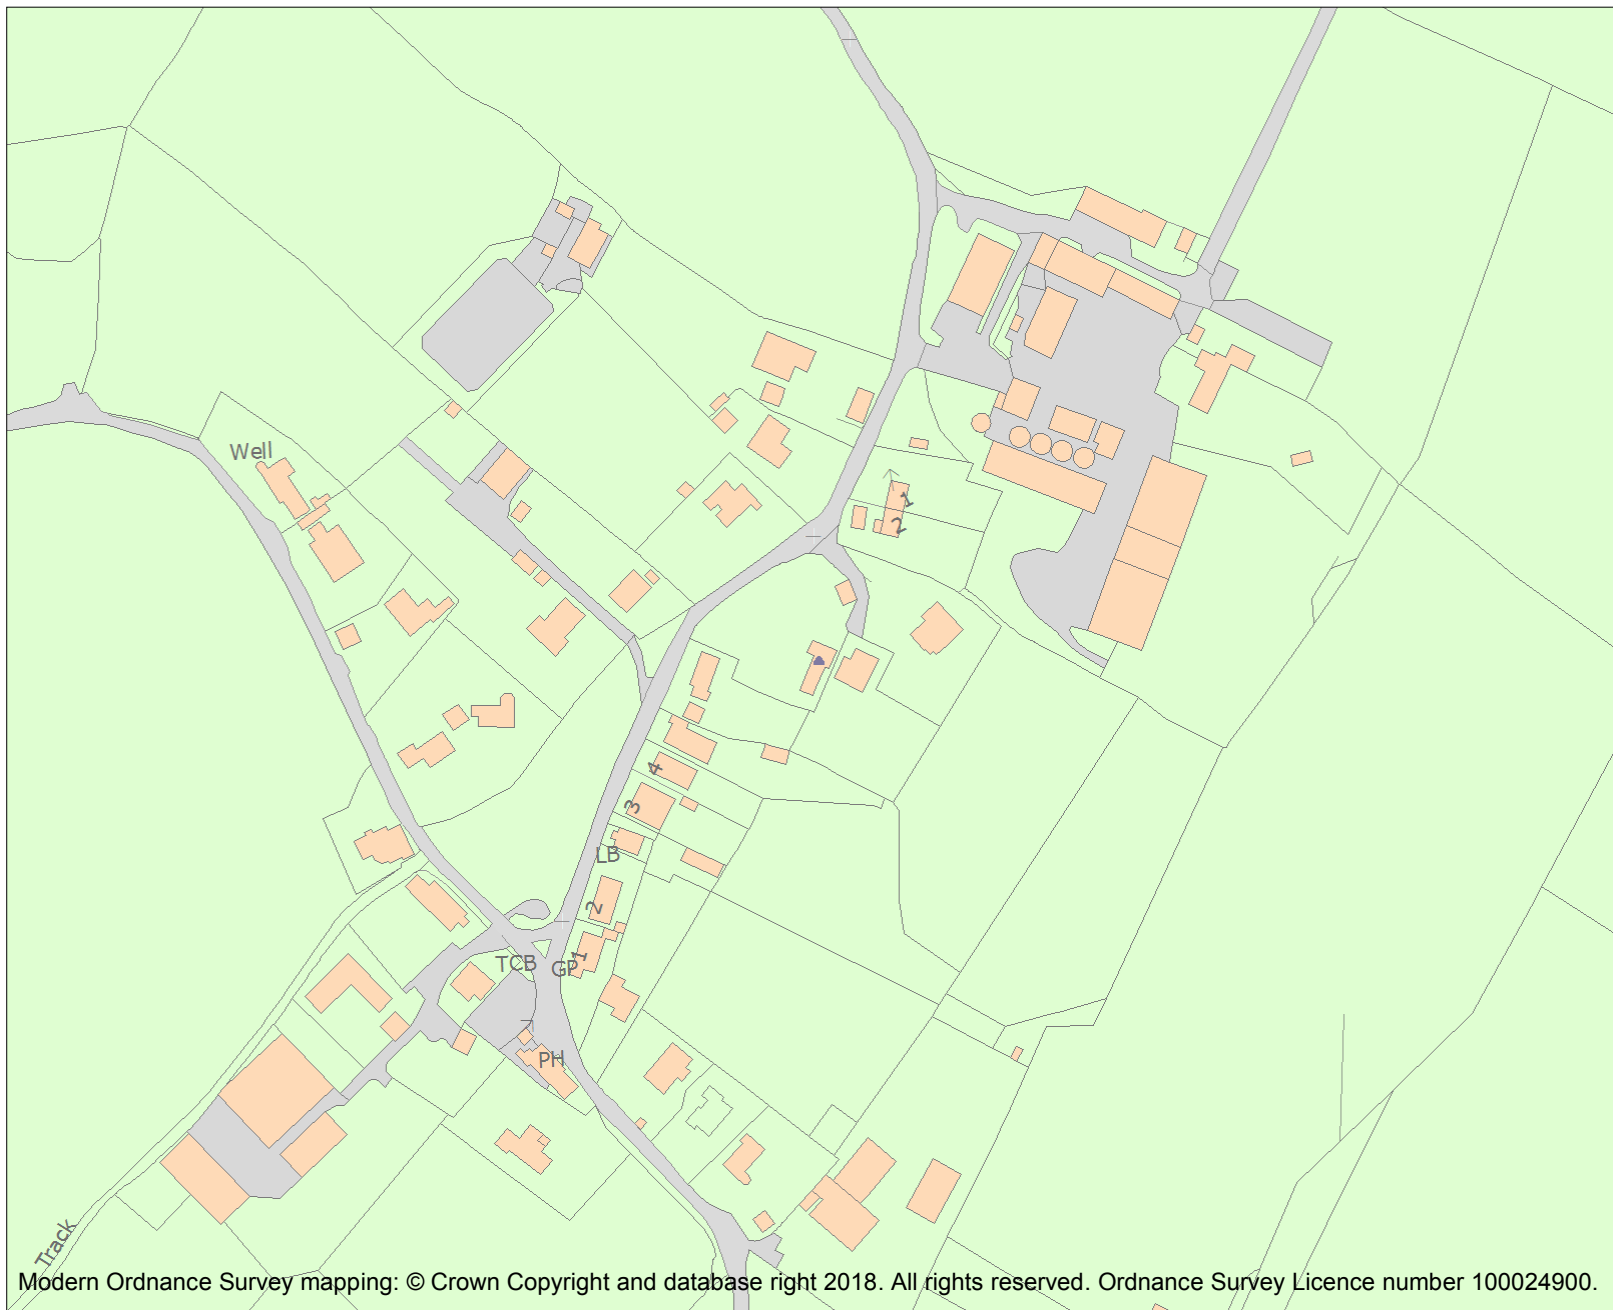 Well
1
2
4
3
LB
2
1
TCB
GP
PH
Track
Modern Ordnance Survey mapping: © Crown Copyright and database right 2018. All rights reserved. Ordnance Survey Licence number 100024900.